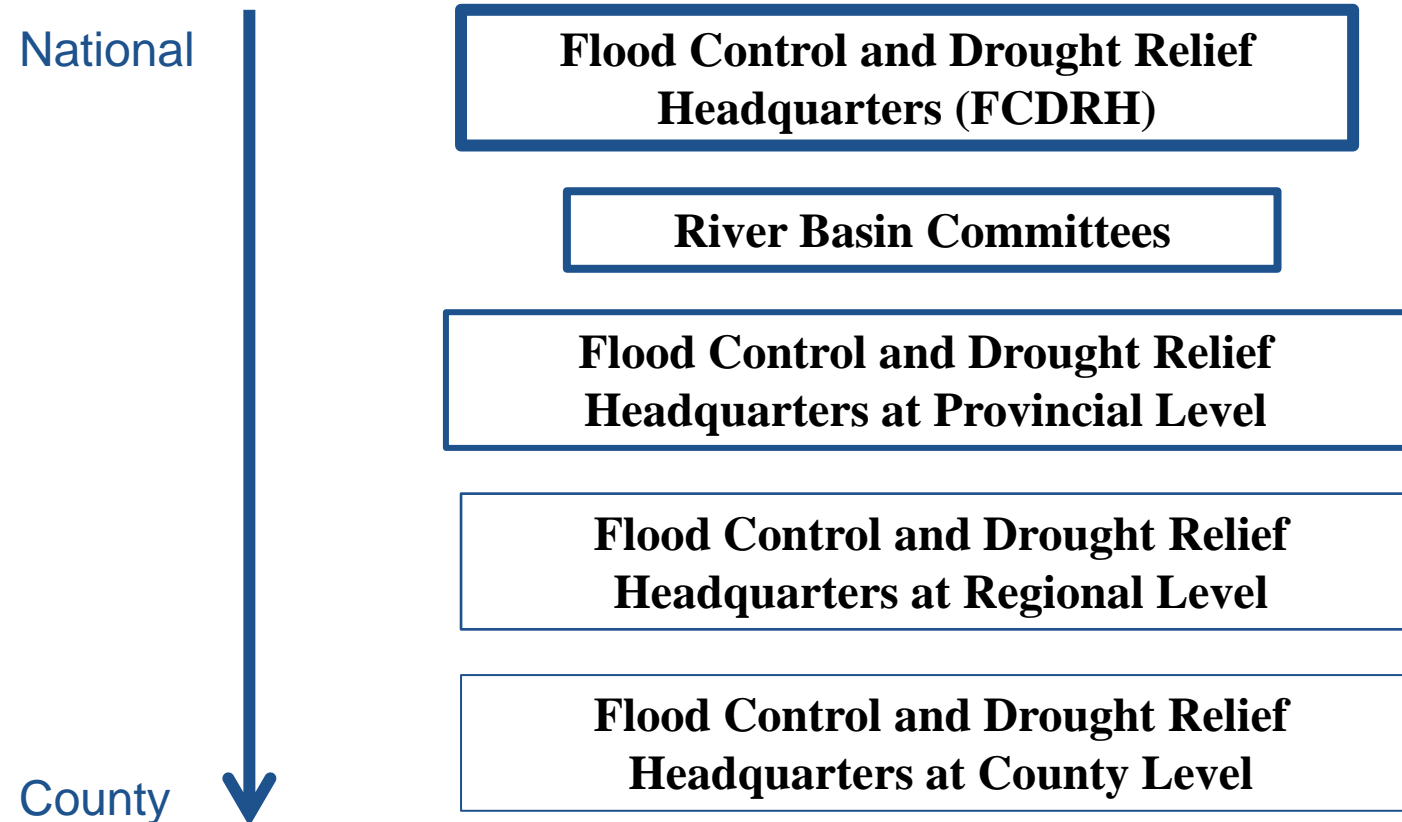 National
Flood Control and Drought Relief
Headquarters (FCDRH)
River Basin Committees
Flood Control and Drought Relief
Headquarters at Provincial Level
Flood Control and Drought Relief
Headquarters at Regional Level
Flood Control and Drought Relief
Headquarters at County Level
County